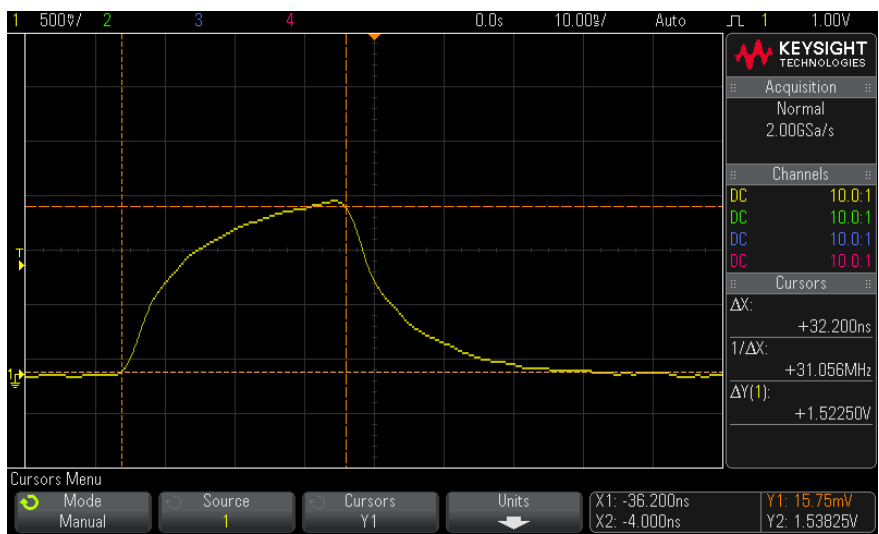 1 500mV/ 2 3 4 0.0s 10.00ns/ Auto 1 1.00V
KEYSIGHT
TECHNOLOGIES
Acquisition
Normal
2.00GSa/s
Channels
DC 10.0:1
DC 10.0:1
DC 10.0:1
DC 10.0:1
Cursors
ΔX:
+32.200ns
1/ΔX:
+31.056MHz
ΔY(1):
+1.52250V
T
1
Cursors Menu
Mode Source Cursors Units X1: -36.200ns Y1: 15.75mV
Manual 1 Y1 X2: -4.000ns Y2: 1.53825V